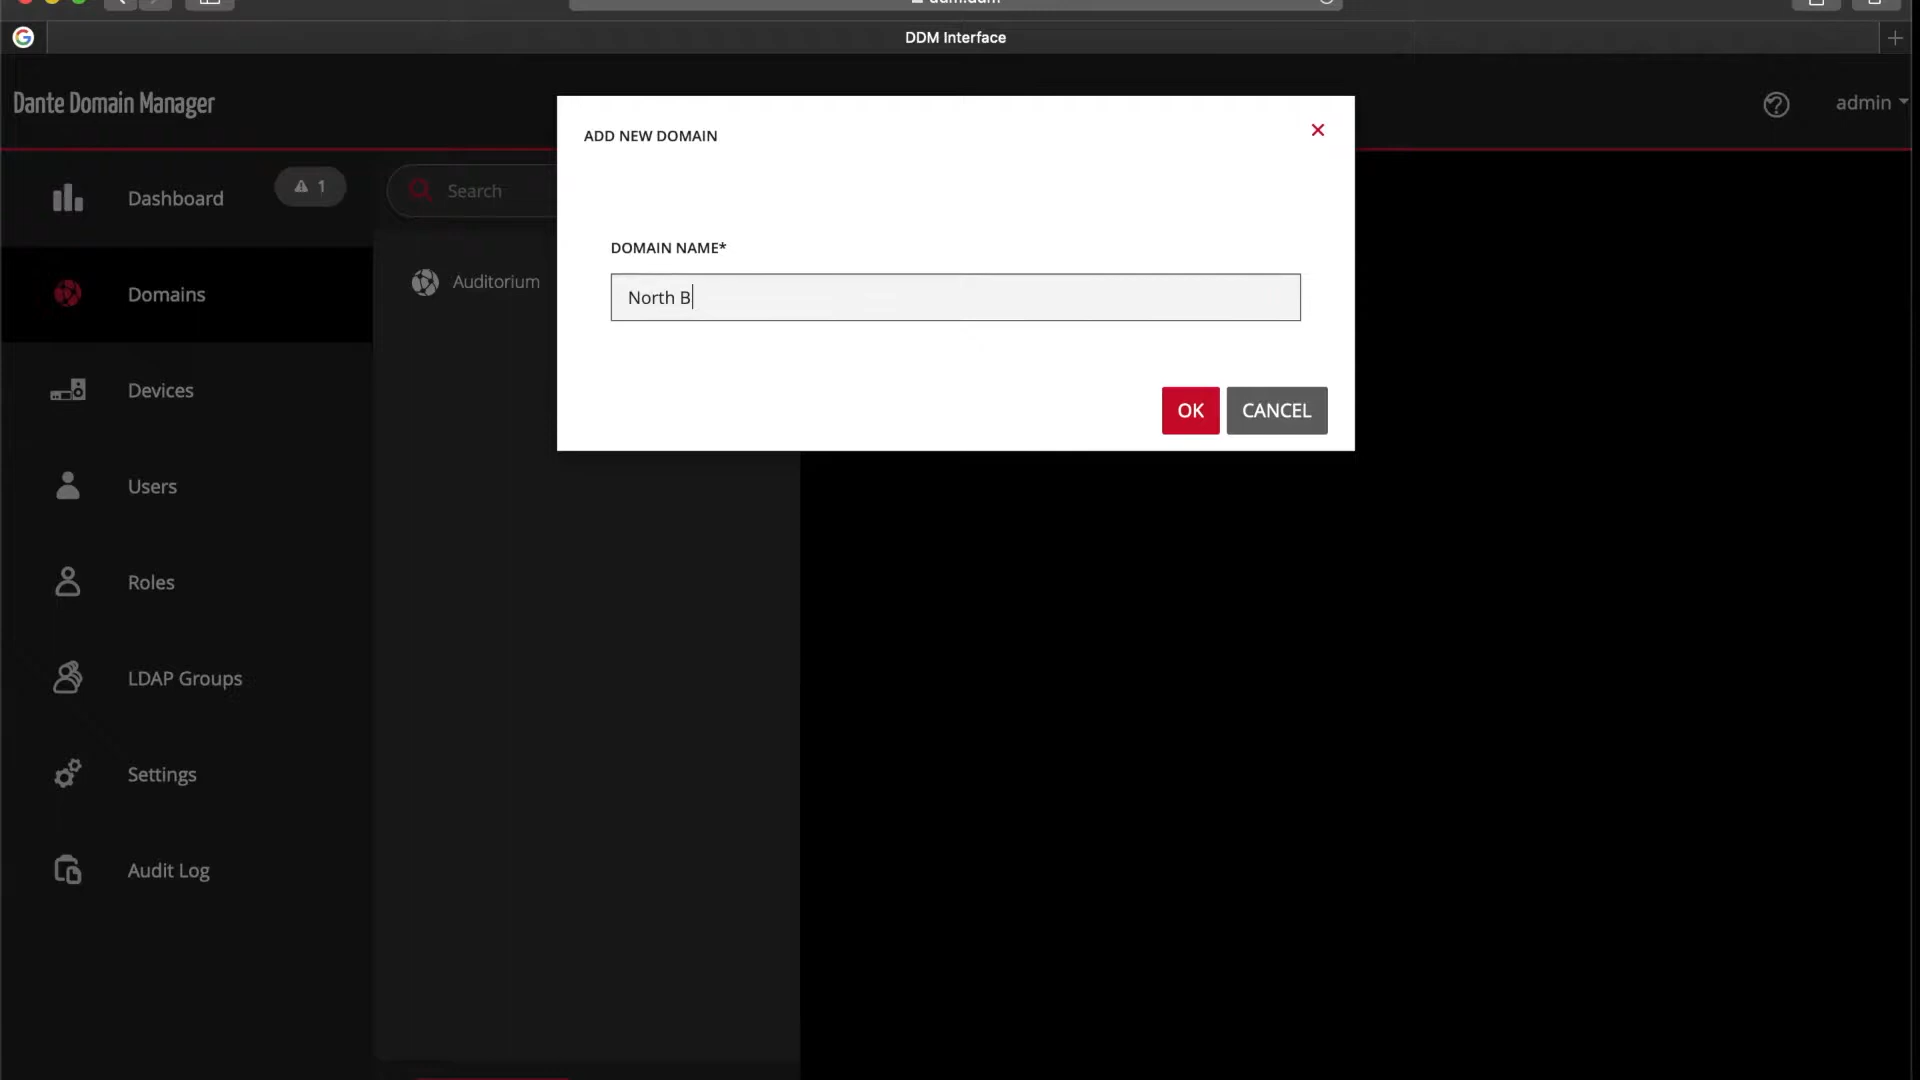 DDM Interface
Dante Domain Manager
admin
ADD NEW DOMAIN
Dashboard
1
Search
DOMAIN NAME*
Auditorium
North B
Domains
Devices
OK
CANCEL
Users
Roles
LDAP Groups
Settings
Audit Log